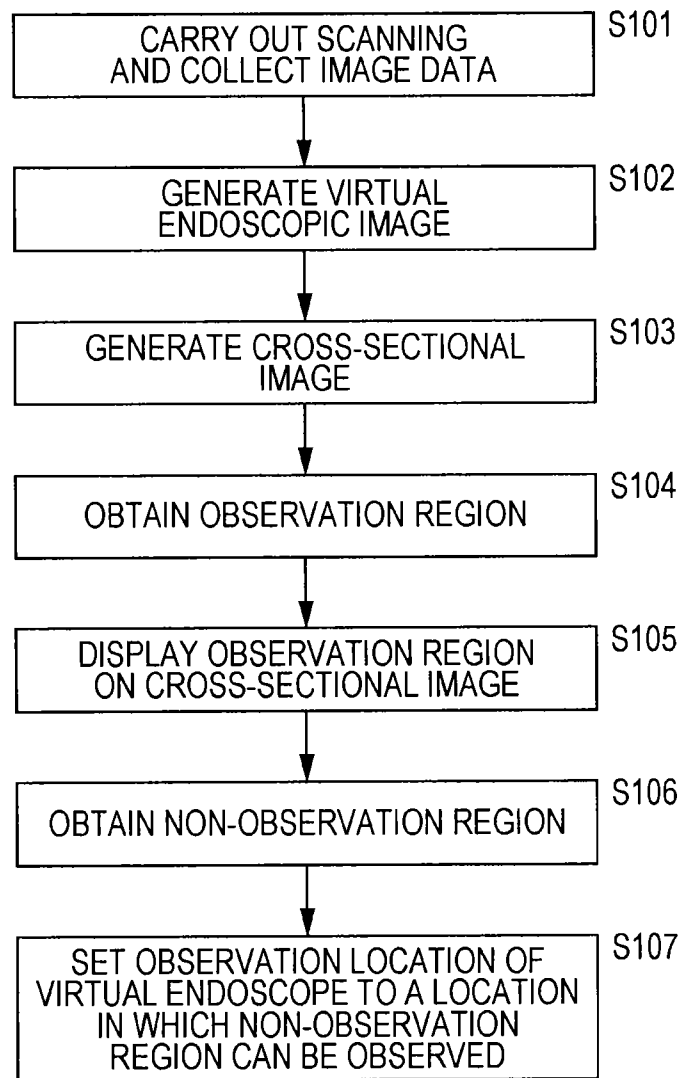 S101
CARRY OUT SCANNING
AND COLLECT IMAGE DATA
S102
GENERATE VIRTUAL
ENDOSCOPIC IMAGE
S103
GENERATE CROSS-SECTIONAL
IMAGE
S104
OBTAIN OBSERVATION REGION
S105
DISPLAY OBSERVATION REGION
ON CROSS-SECTIONAL IMAGE
S106
OBTAIN NON-OBSERVATION REGION
S107
SET OBSERVATION LOCATION OF
VIRTUAL ENDOSCOPE TO A LOCATION
IN WHICH NON-OBSERVATION
REGION CAN BE OBSERVED